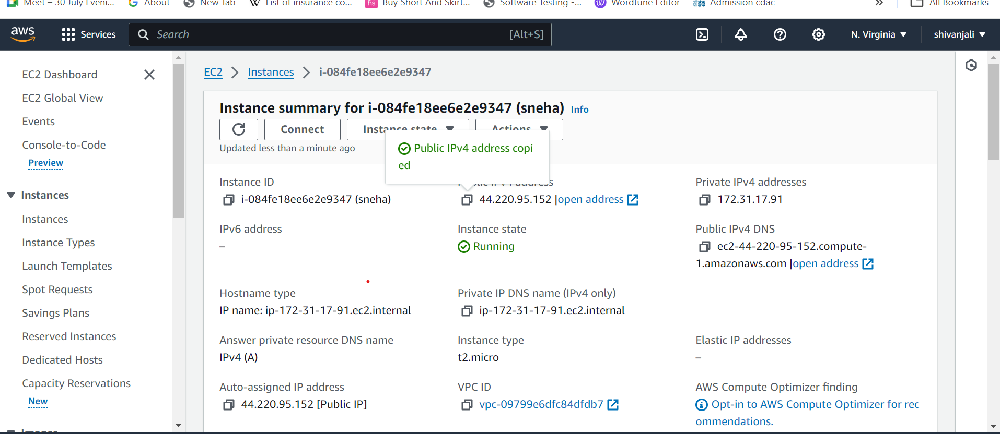 Meet – 30 July Eveni...
About
New Tab
List of insurance co...
hs
Buy Short And Skirt...
Software Testing -...
Wordtune Editor
Admission cdac
»
All Bookmarks
aws
Services
Search
[Alt+S]
N. Virginia
shivanjali
EC2 Dashboard
EC2 Global View
Events
Console-to-Code
Preview
Instances
Instances
Instance Types
Launch Templates
Spot Requests
Savings Plans
Reserved Instances
Dedicated Hosts
Capacity Reservations
New
Images
EC2 > Instances > i-084fe18ee6e2e9347
Instance summary for i-084fe18ee6e2e9347 (sneha) Info
Connect
Instance state
Actions
Updated less than a minute ago
Public IPv4 address copi
ed
Instance ID
i-084fe18ee6e2e9347 (sneha)
Public IPv4 address
44.220.95.152 |open address
Private IPv4 addresses
172.31.17.91
IPv6 address
–
Instance state
Running
Public IPv4 DNS
ec2-44-220-95-152.compute-
1.amazonaws.com |open address
Hostname type
IP name: ip-172-31-17-91.ec2.internal
Private IP DNS name (IPv4 only)
ip-172-31-17-91.ec2.internal
Answer private resource DNS name
IPv4 (A)
Instance type
t2.micro
Elastic IP addresses
–
Auto-assigned IP address
44.220.95.152 [Public IP]
VPC ID
vpc-09799e6dfc84dfdb7
AWS Compute Optimizer finding
Opt-in to AWS Compute Optimizer for rec
ommendations.